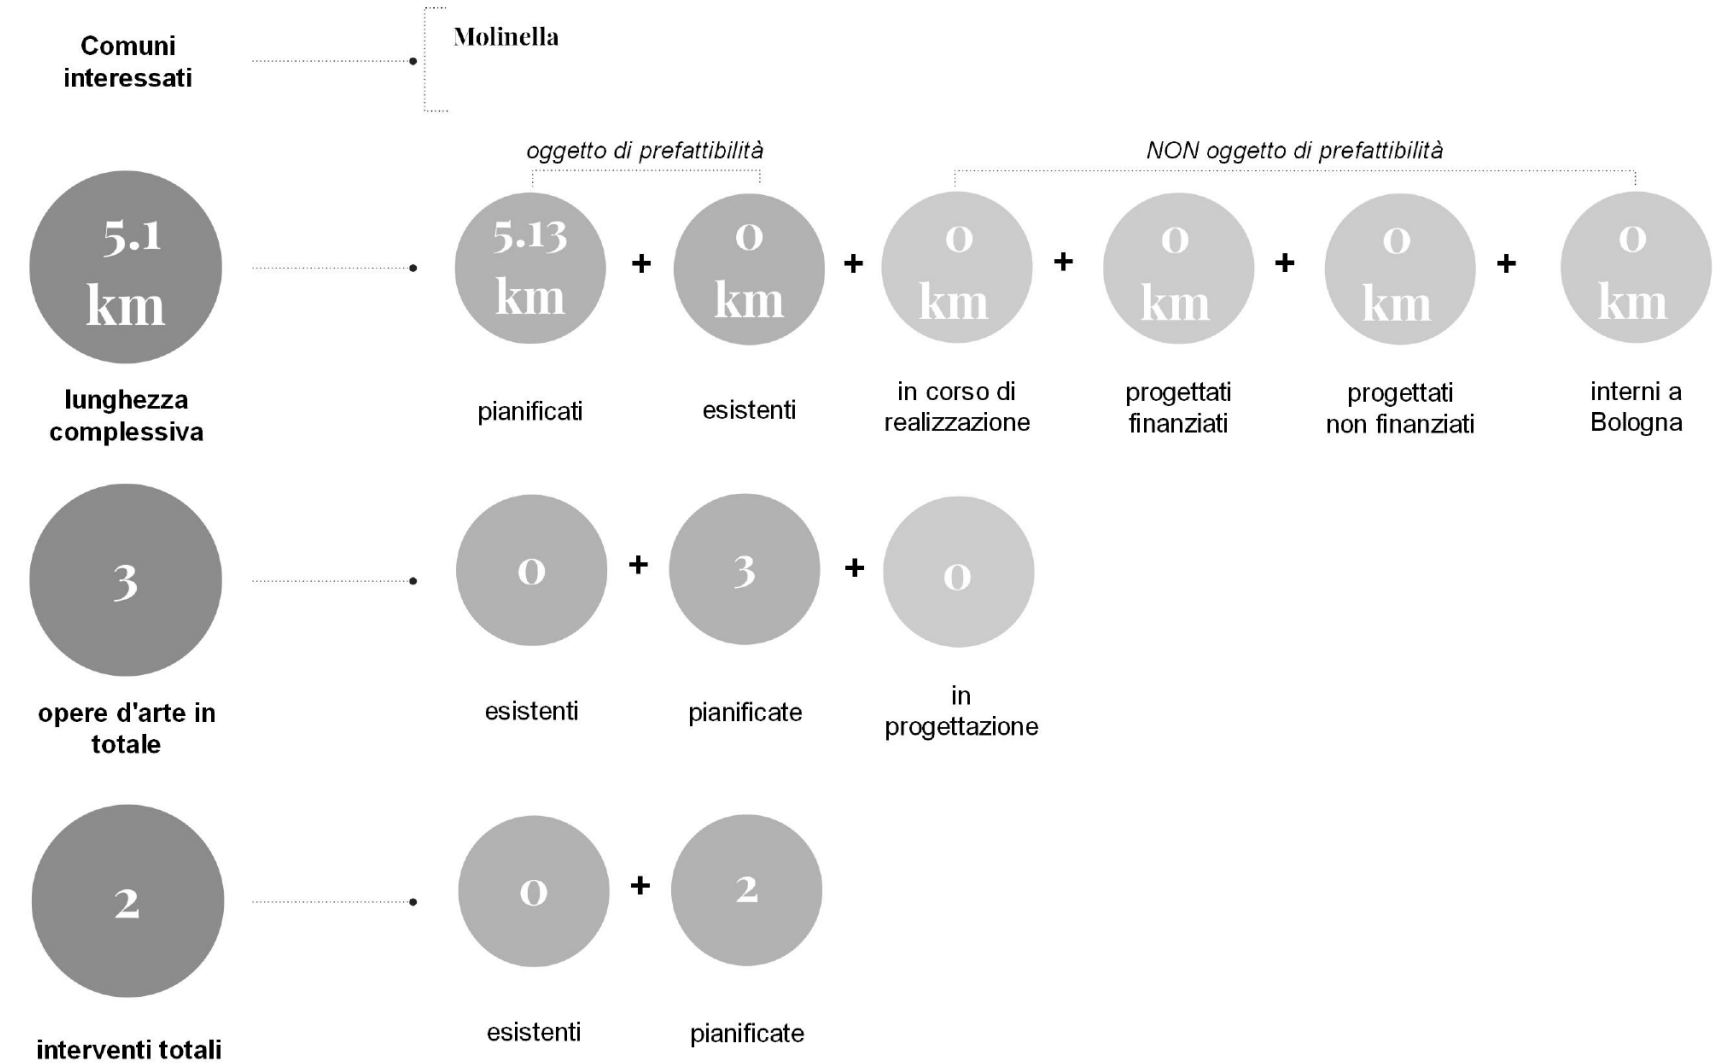 Comuni
interessati
Molinella
oggetto di prefattibilità
NON oggetto di prefattibilità
5.1
km
5.13
km
+
0
km
+
0
km
+
0
km
+
0
km
+
0
km
lunghezza
complessiva
pianificati
esistenti
in corso di
realizzazione
progettati
finanziati
progettati
non finanziati
interni a
Bologna
3
0
+
3
+
0
opere d'arte in
totale
esistenti
pianificate
in
progettazione
2
0
+
2
interventi totali
esistenti
pianificate